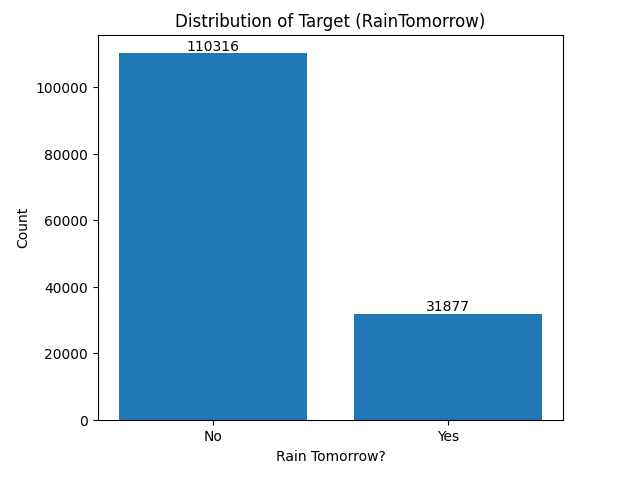 Distribution of Target (RainTomorrow)
110316
100000
80000
60000
40000
20000
0
Count
31877
No
Yes
Rain Tomorrow?